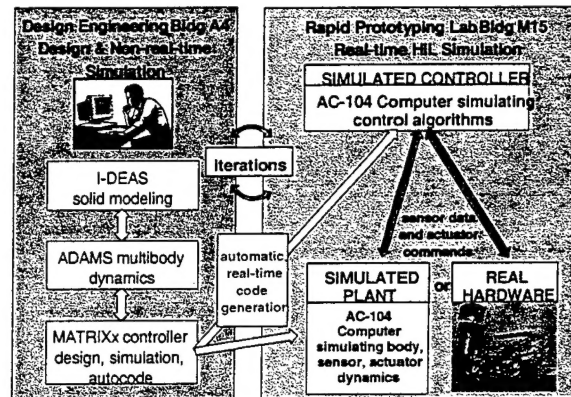 Design Engineering Bldg A4
Design & Non-real-time
Simulation
I-DEAS
solid modeling
ADAMS multibody
dynamics
MATRIXx controller
design, simulation,
autocode
Iterations
automatic
real-time
code
generation
Rapid Prototyping Lab Bldg M15
Real-time HIL Simulation
SIMULATED CONTROLLER
AC-104 Computer simulating
control algorithms
sensor data
and actuator
commands
SIMULATED
PLANT
AC-104
Computer
simulating body,
sensor, actuator
dynamics
or
REAL
HARDWARE